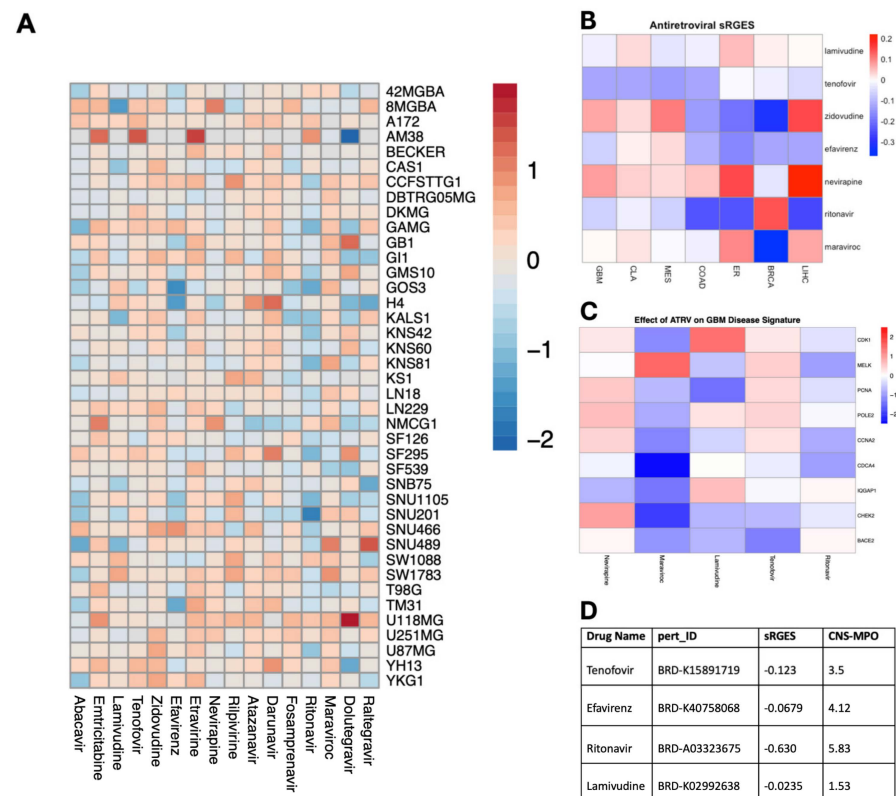 A
42MGBA
8MGBA
A172
AM38
BECKER
CAS1
CCFSTTG1
DBTRG05MG
DKMG
GAMG
GB1
GI1
GMS10
GOS3
H4
KALS1
KNS42
KNS60
KNS81
KS1
LN18
LN229
NMCG1
SF126
SF295
SF539
SNB75
SNU1105
SNU201
SNU466
SNU489
SW1088
SW1783
T98G
TM31
U118MG
U251MG
U87MG
YH13
YKG1
Abacavir
Emtricitabine
Lamivudine
Tenofovir
Zidovudine
Efavirenz
Etravirine
Nevirapine
Rilpivirine
Atazanavir
Darunavir
Fosamprenavir
Ritonavir
Maraviroc
Dolutegravir
Raltegravir
1
0
−1
−2
B
Antiretroviral sRGES
lamivudine
tenofovir
zidovudine
efavirenz
nevirapine
ritonavir
maraviroc
GBM
CLA
MES
COAD
ER
BRCA
LIHC
0.2
0.1
0
-0.1
-0.2
-0.3
C
Effect of ATRV on GBM Disease Signature
CDK1
MELK
PCNA
POLE2
CCNA2
CDCA4
IQGAP1
CHEK2
BACE2
Nevirapine
Maraviroc
Lamivudine
Tenofovir
Ritonavir
2
1
0
-1
-2
D
Drug Name pert_ID sRGES CNS-MPO
Tenofovir BRD-K15891719 -0.123 3.5
Efavirenz BRD-K40758068 -0.0679 4.12
Ritonavir BRD-A03323675 -0.630 5.83
Lamivudine BRD-K02992638 -0.0235 1.53